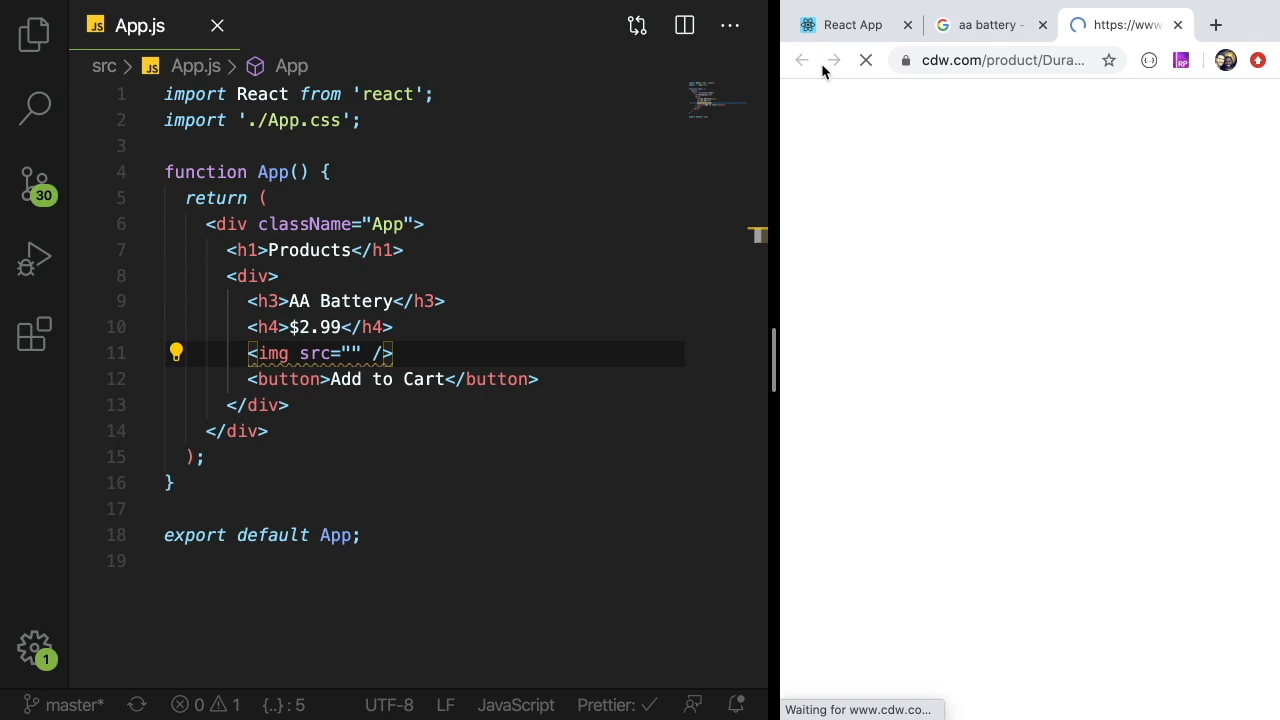 JS App.js
src > JS App.js > App
1 import React from 'react';
2 import './App.css';
3
4 function App() {
5 return (
6 <div className="App">
7 <h1>Products</h1>
8 <div>
9 <h3>AA Battery</h3>
10 <h4>$2.99</h4>
11 <img src="" />
12 <button>Add to Cart</button>
13 </div>
14 </div>
15 );
16 }
17
18 export default App;
19
30
1
master* 0 1 {..} : 5 UTF-8 LF JavaScript Prettier: ✓
React App
aa battery -
https://www
cdw.com/product/Dura...
RP
Waiting for www.cdw.co...